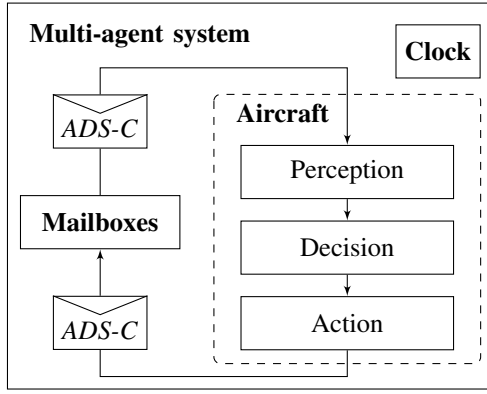 Multi-agent system
Clock
ADS-C
Aircraft
Perception
Mailboxes
Decision
ADS-C
Action